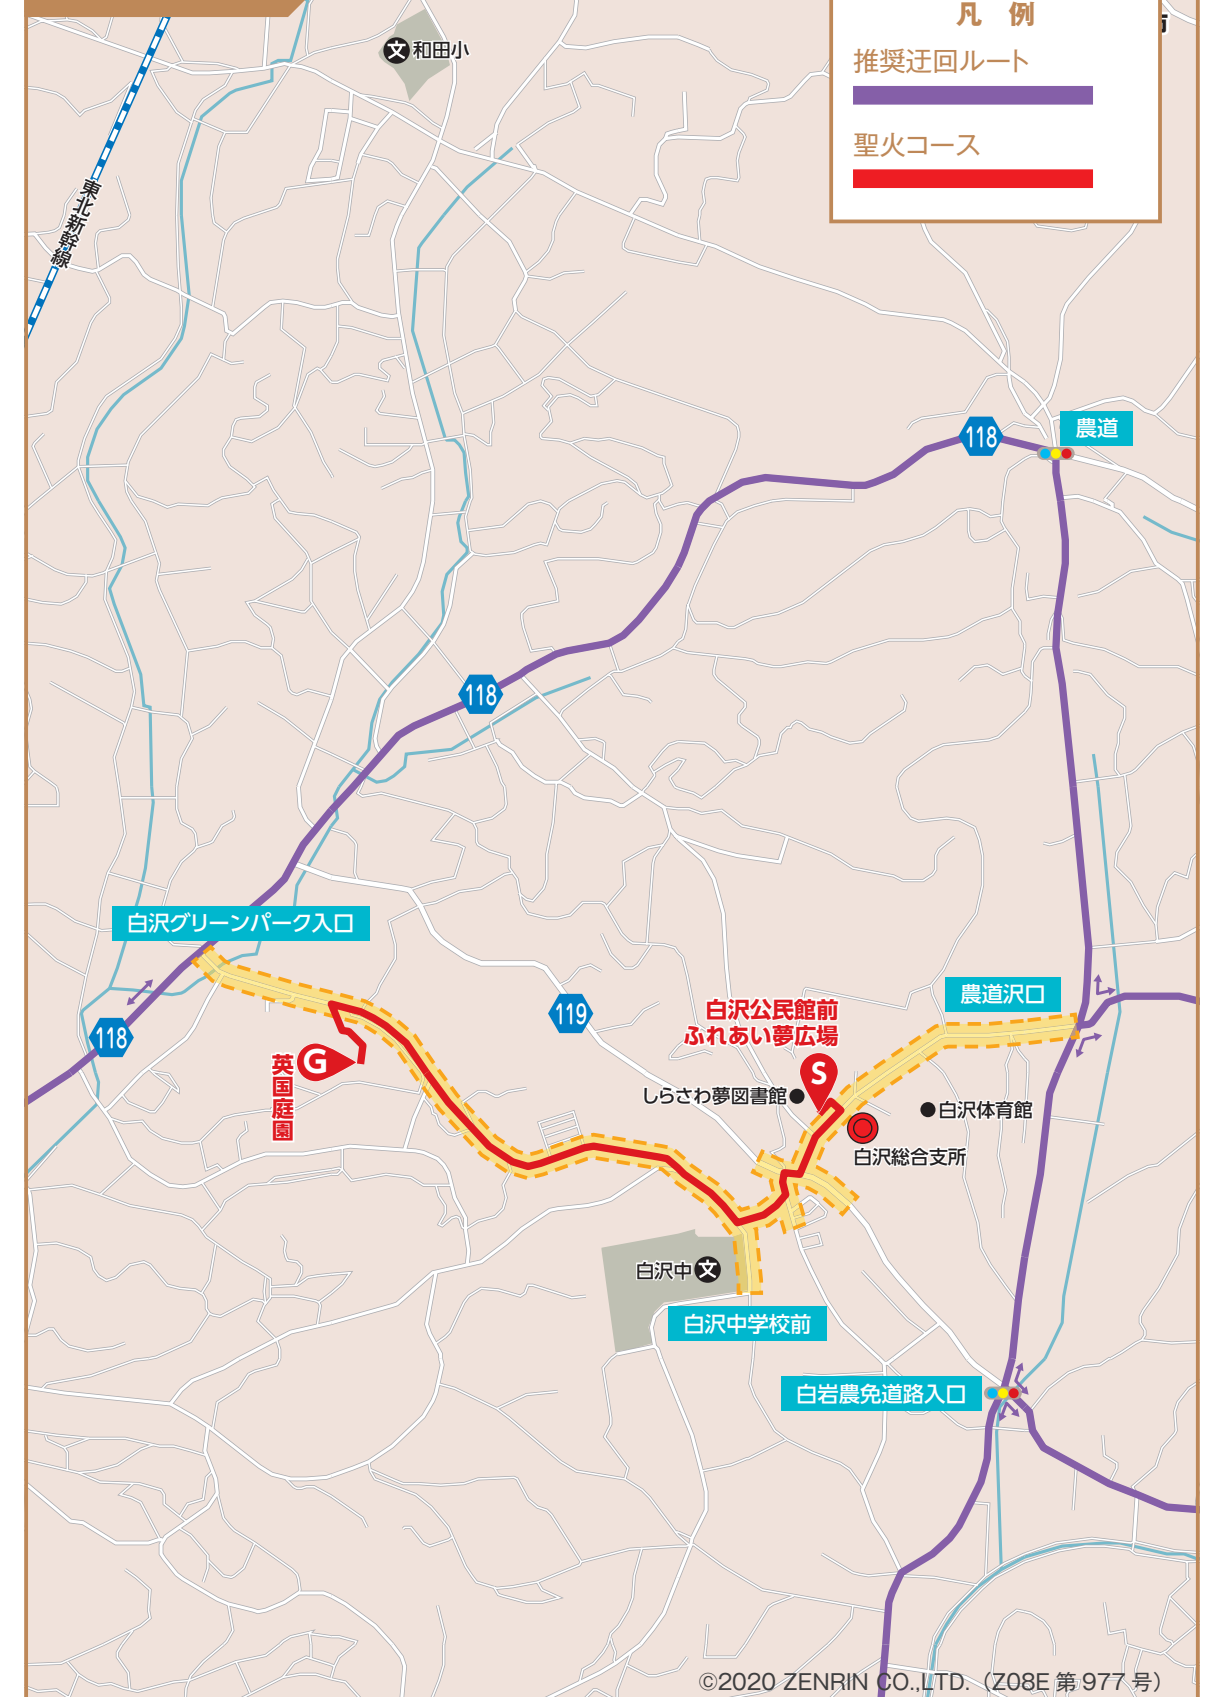 凡 例
推奨迂回ルート
聖火コース
文 和田小
東北新幹線
118
農道
118
白沢グリーンパーク入口
118
119
農道沢口
白沢公民館前
ふれあい夢広場
S
G
英国庭園
しらさわ夢図書館
白沢体育館
白沢総合支所
白沢中 文
白沢中学校前
白岩農免道路入口
©2020 ZENRIN CO.,LTD.（Z08E 第 977 号）